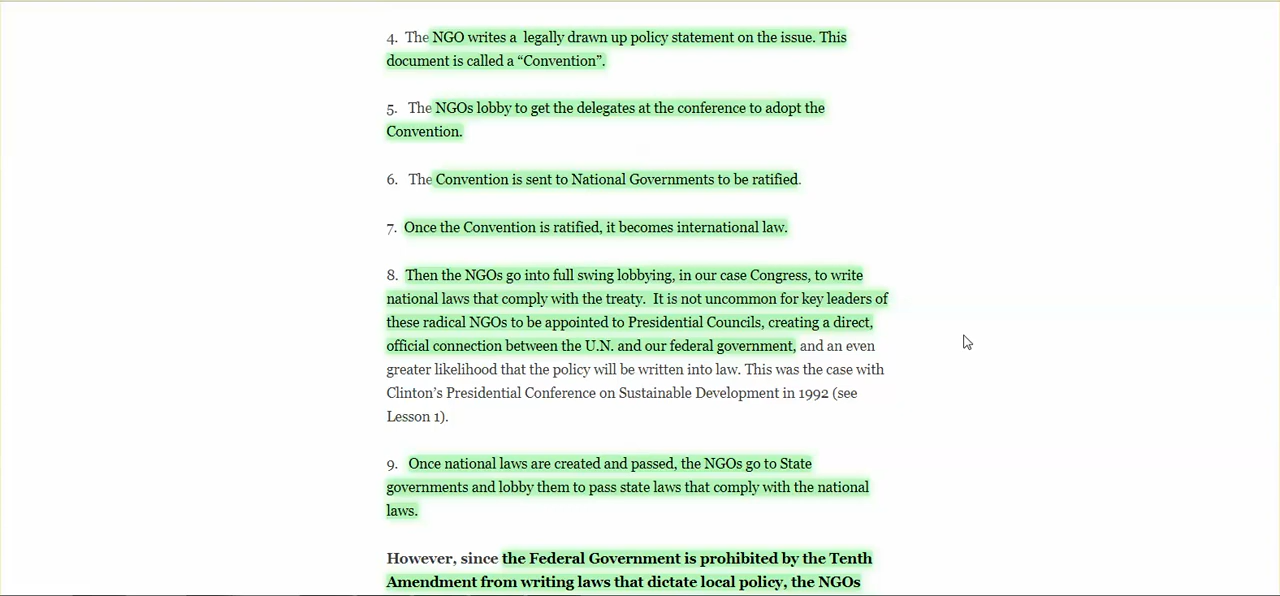 4. The NGO writes a legally drawn up policy statement on the issue. This
document is called a “Convention”.
5. The NGOs lobby to get the delegates at the conference to adopt the
Convention.
6. The Convention is sent to National Governments to be ratified.
7. Once the Convention is ratified, it becomes international law.
8. Then the NGOs go into full swing lobbying, in our case Congress, to write
national laws that comply with the treaty. It is not uncommon for key leaders of
these radical NGOs to be appointed to Presidential Councils, creating a direct,
official connection between the U.N. and our federal government, and an even
greater likelihood that the policy will be written into law. This was the case with
Clinton’s Presidential Conference on Sustainable Development in 1992 (see
Lesson 1).
9. Once national laws are created and passed, the NGOs go to State
governments and lobby them to pass state laws that comply with the national
laws.
However, since the Federal Government is prohibited by the Tenth
Amendment from writing laws that dictate local policy, the NGOs